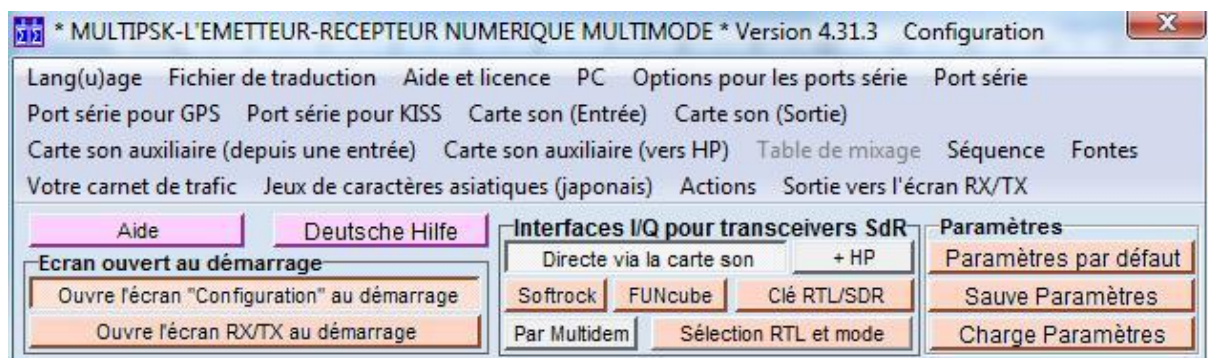 * MULTIPSK-L'EMETTEUR-RECEPTEUR NUMERIQUE MULTIMODE * Version 4.31.3 Configuration
Lang(u)age Fichier de traduction Aide et licence PC Options pour les ports série Port série
Port série pour GPS Port série pour KISS Carte son (Entrée) Carte son (Sortie)
Carte son auxiliaire (depuis une entrée) Carte son auxiliaire (vers HP) Table de mixage Séquence Fontes
Votre carnet de trafic Jeux de caractères asiatiques (japonais) Actions Sortie vers l'écran RX/TX
Aide Deutsche Hilfe
Ecran ouvert au démarrage
Ouvre l'écran "Configuration" au démarrage
Ouvre l'écran RX/TX au démarrage
Interfaces I/Q pour transceivers SdR
Directe via la carte son + HP
Softrock FUNcube Clé RTL/SDR
Par Multidem Sélection RTL et mode
Paramètres
Paramètres par défaut
Sauve Paramètres
Charge Paramètres